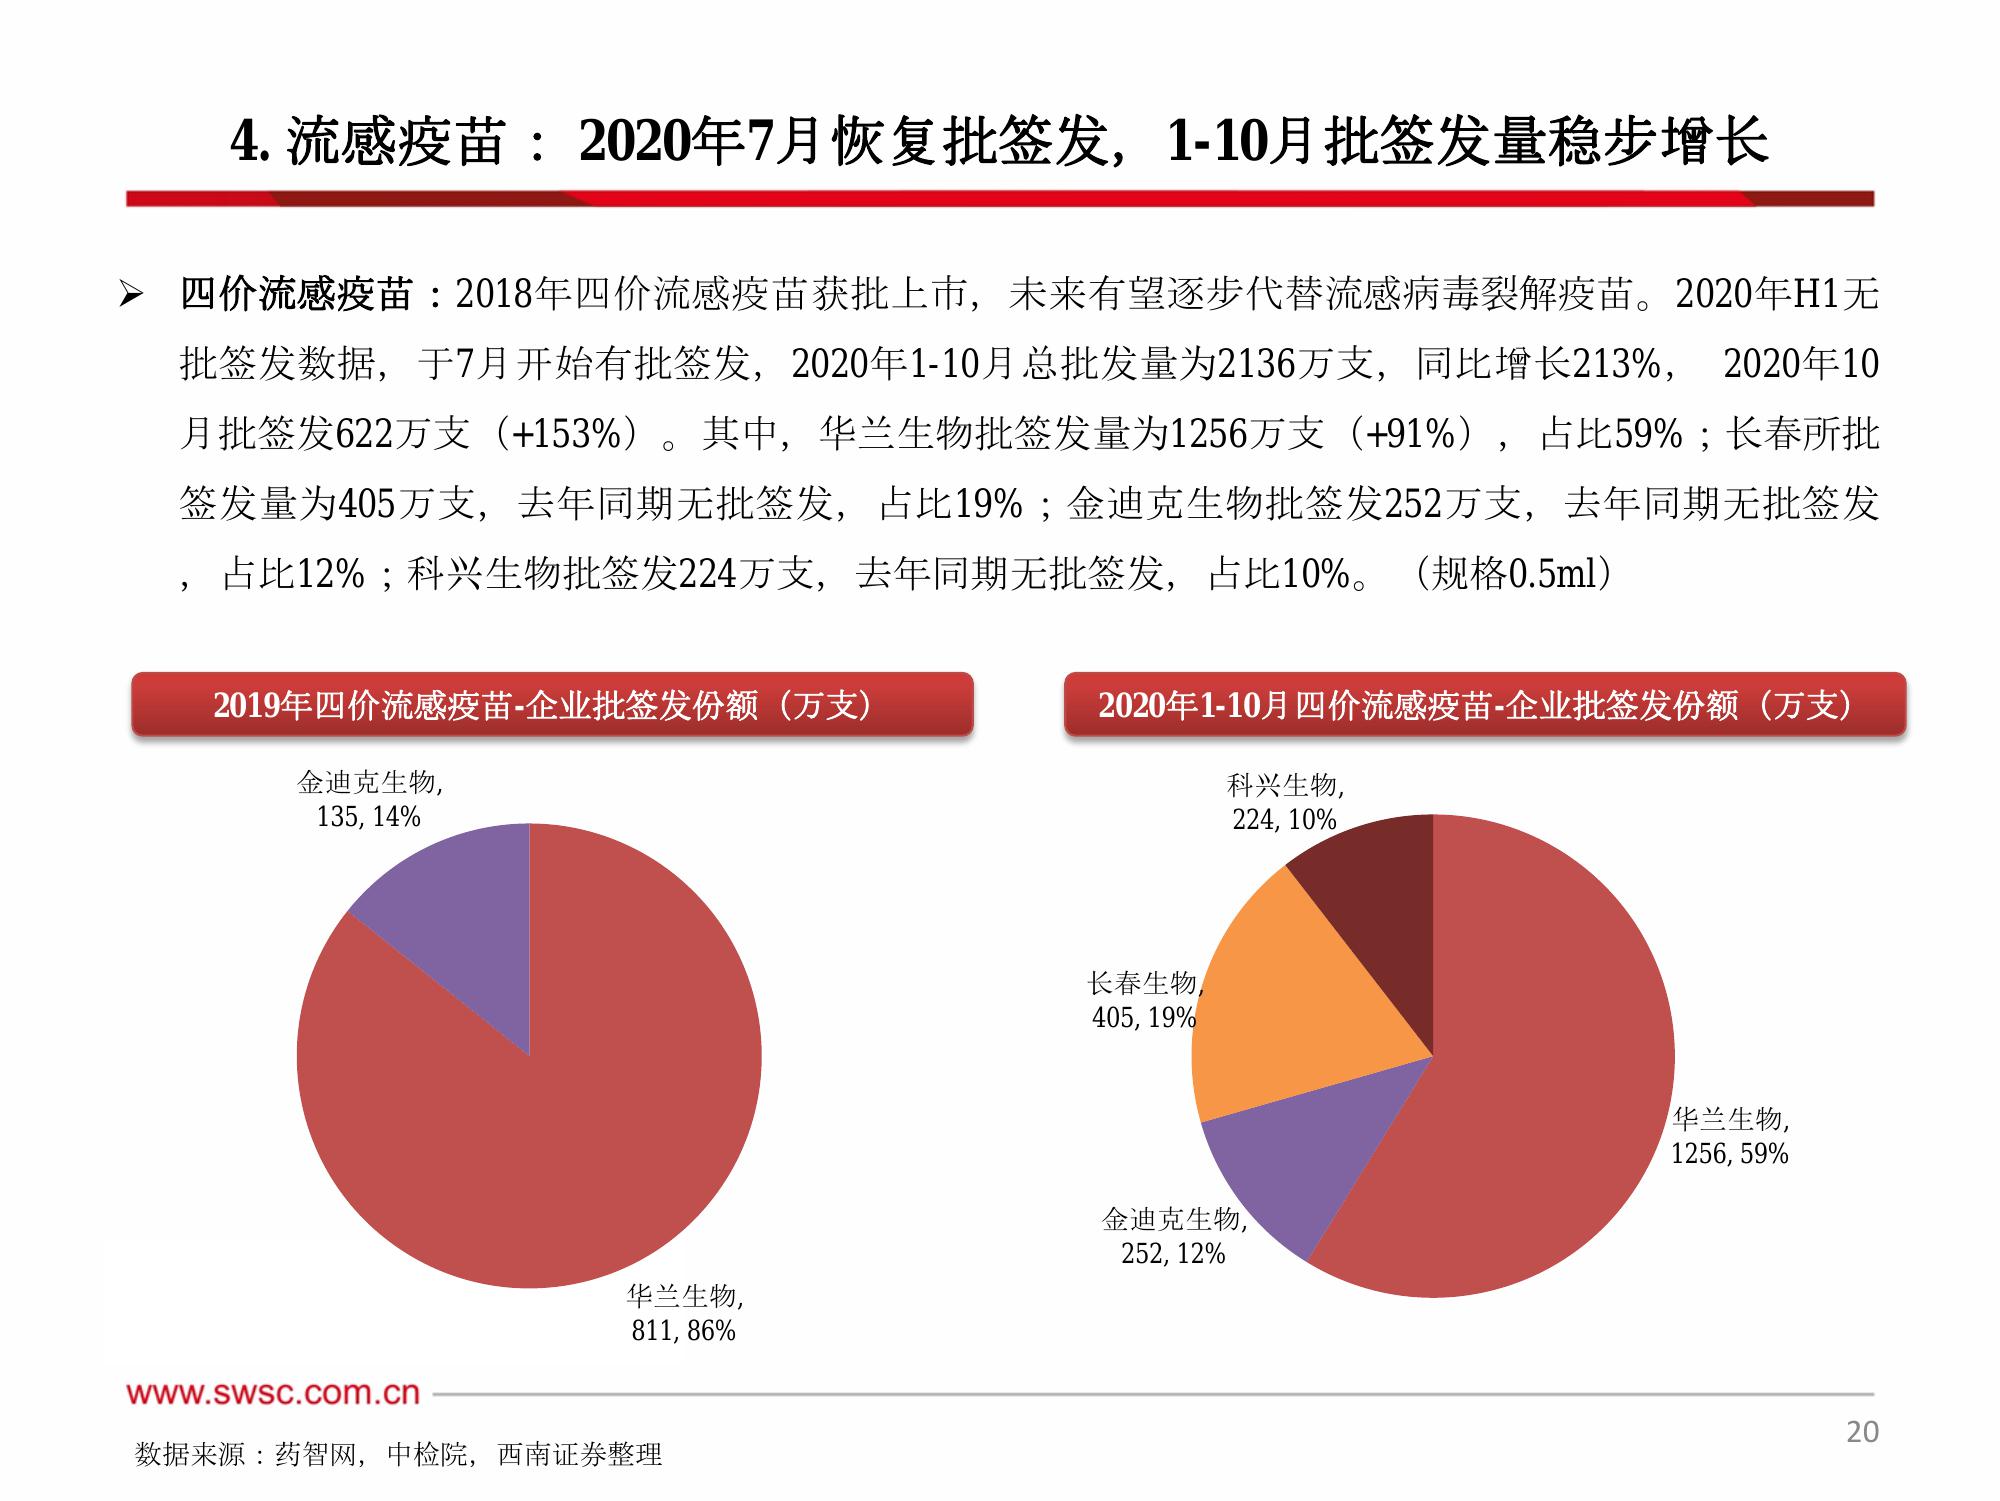 4. 流感疫苗：2020年7月恢复批签发，1-10月批签发量稳步增长
➢ 四价流感疫苗：2018年四价流感疫苗获批上市，未来有望逐步代替流感病毒裂解疫苗。2020年H1无
批签发数据，于7月开始有批签发，2020年1-10月总批发量为2136万支，同比增长213%， 2020年10
月批签发622万支（+153%）。其中，华兰生物批签发量为1256万支（+91%），占比59%；长春所批
签发量为405万支，去年同期无批签发，占比19%；金迪克生物批签发252万支，去年同期无批签发
，占比12%；科兴生物批签发224万支，去年同期无批签发，占比10%。（规格0.5ml）
2019年四价流感疫苗-企业批签发份额（万支）
金迪克生物,
135, 14%
华兰生物,
811, 86%
2020年1-10月四价流感疫苗-企业批签发份额（万支）
科兴生物,
224, 10%
长春生物,
405, 19%
华兰生物,
1256, 59%
金迪克生物,
252, 12%
www.swsc.com.cn
数据来源：药智网，中检院，西南证券整理
20